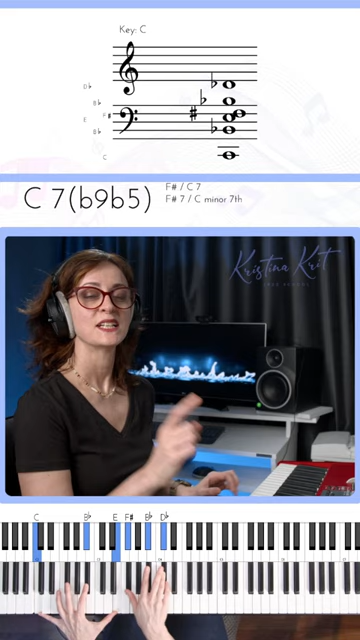 Key: C
D♭
B♭
F#
E
B♭
C
C 7(b9b5)
F# / C 7
F# 7 / C minor 7th
Kristina Krit
C B♭ E F# B♭ D♭